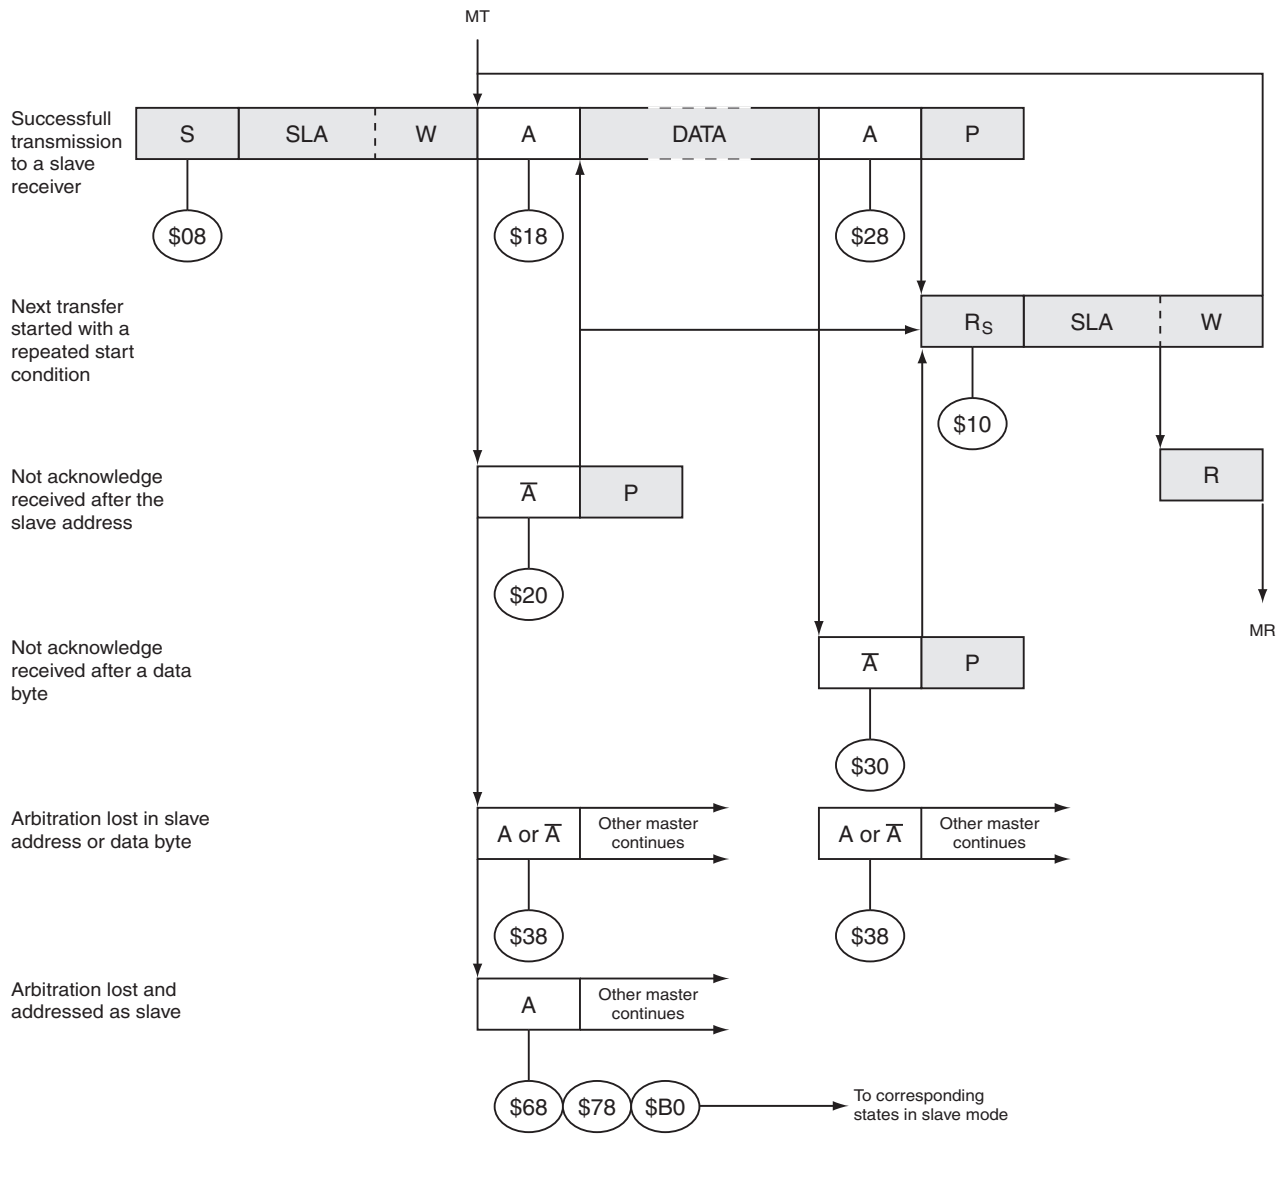 MT
Successfull
transmission
to a slave
receiver
S SLA W A DATA A P
$08 $18 $28
Next transfer
started with a
repeated start
condition
RS SLA W
$10
Not acknowledge
received after the
slave address
A̅ P
R
$20
MR
Not acknowledge
received after a data
byte
A̅ P
$30
Arbitration lost in slave
address or data byte
A or A̅ Other master
continues
A or A̅ Other master
continues
$38 $38
Arbitration lost and
addressed as slave
A Other master
continues
$68 $78 $B0
To corresponding
states in slave mode